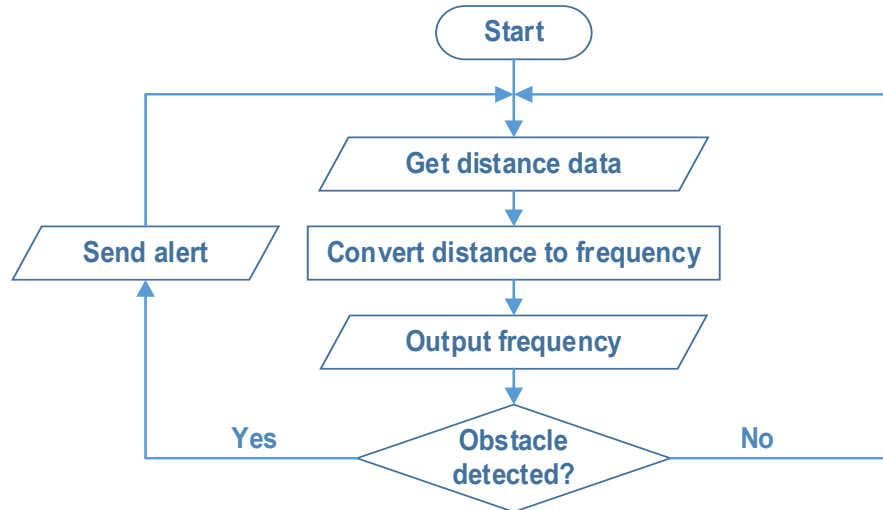 Start
Get distance data
Send alert
Convert distance to frequency
Output frequency
Yes
Obstacle
detected?
No